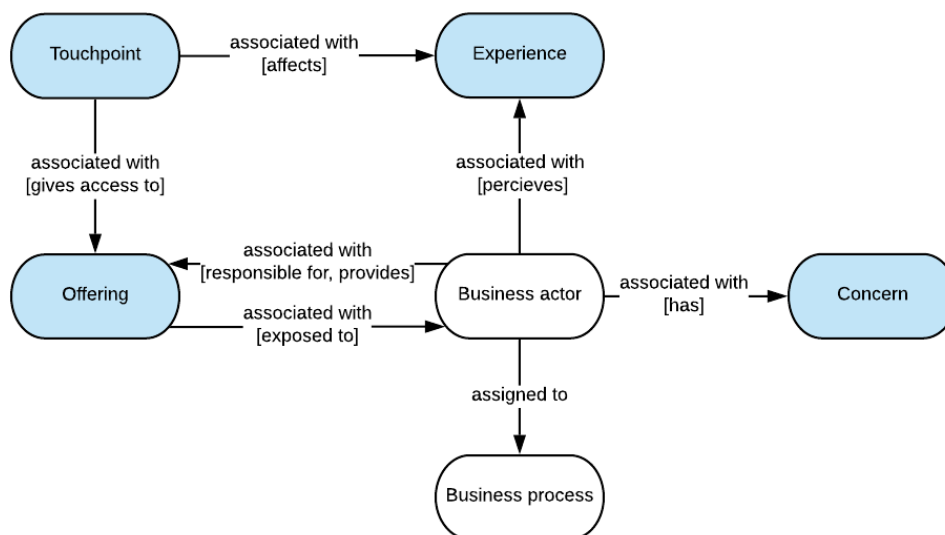 Touchpoint
associated with
[affects]
Experience
associated with
[gives access to]
associated with
[percieves]
Offering
associated with
[responsible for, provides]
associated with
[exposed to]
Business actor
associated with
[has]
Concern
assigned to
Business process